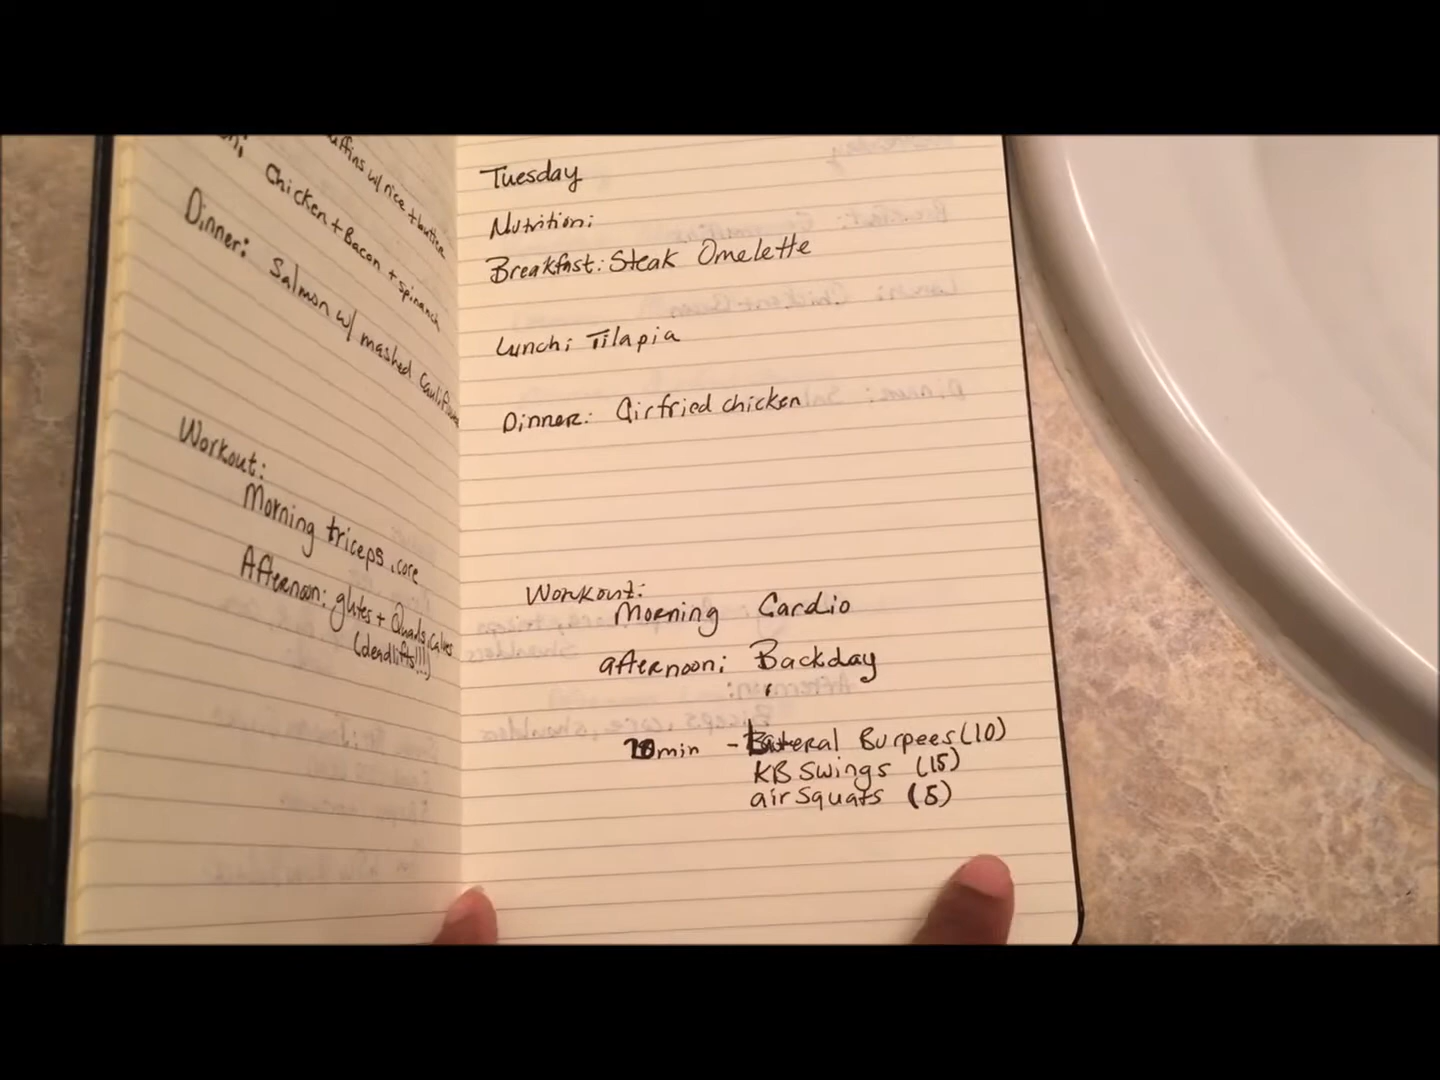 w/ rice + butter
Chicken + Bacon + spinach
Dinner: Salmon w/ mashed
Workout:
Morning triceps, core
Afternoon: glutes + Quads, calves
(deadlifts!!!)
Tuesday
Nutrition:
Breakfast: Steak Omelette
Lunch: Tilapia
Dinner: Airfried chicken
Workout:
Morning Cardio
afternoon: Backday
min - Lateral Burpees (10)
KB Swings (15)
air Squats (5)